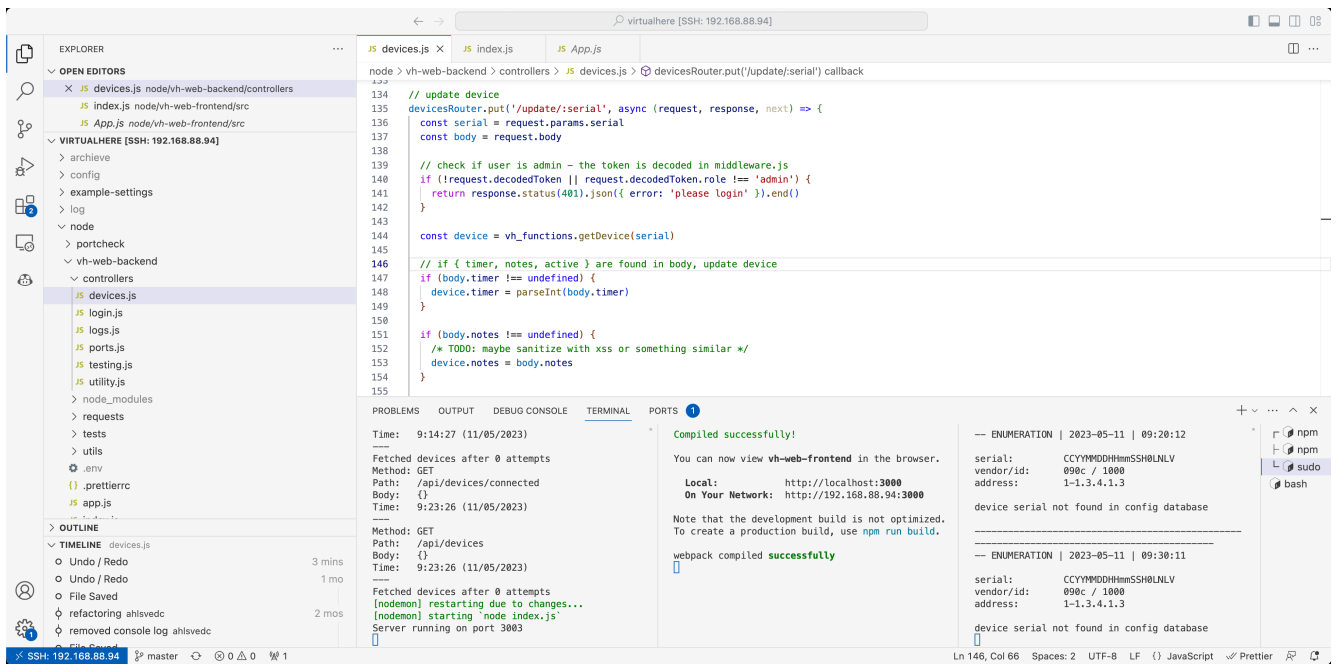 virtualhere [SSH: 192.168.88.94]
EXPLORER
OPEN EDITORS
JS devices.js node/vh-web-backend/controllers
JS index.js node/vh-web-frontend/src
JS App.js node/vh-web-frontend/src
VIRTUALHERE [SSH: 192.168.88.94]
archieve
config
example-settings
log
node
portcheck
vh-web-backend
controllers
JS devices.js
JS login.js
JS logs.js
JS ports.js
JS testing.js
JS utility.js
node_modules
requests
tests
utils
.env
{} .prettierrc
JS app.js
OUTLINE
TIMELINE devices.js
Undo / Redo 3 mins
Undo / Redo 1 mo
File Saved
refactoring ahlsvedc 2 mos
removed console log ahlsvedc
File Saved
2
1
JS devices.js
JS index.js
JS App.js
node > vh-web-backend > controllers > JS devices.js > devicesRouter.put('/update/:serial') callback
133
134 // update device
135 devicesRouter.put('/update/:serial', async (request, response, next) => {
136 const serial = request.params.serial
137 const body = request.body
138
139 // check if user is admin - the token is decoded in middleware.js
140 if (!request.decodedToken || request.decodedToken.role !== 'admin') {
141 return response.status(401).json({ error: 'please login' }).end()
142 }
143
144 const device = vh_functions.getDevice(serial)
145
146 // if { timer, notes, active } are found in body, update device
147 if (body.timer !== undefined) {
148 device.timer = parseInt(body.timer)
149 }
150
151 if (body.notes !== undefined) {
152 /* TODO: maybe sanitize with xss or something similar */
153 device.notes = body.notes
154 }
155
PROBLEMS OUTPUT DEBUG CONSOLE TERMINAL PORTS 1
Time: 9:14:27 (11/05/2023)
---
Fetched devices after 0 attempts
Method: GET
Path: /api/devices/connected
Body: {}
Time: 9:23:26 (11/05/2023)
---
Method: GET
Path: /api/devices
Body: {}
Time: 9:23:26 (11/05/2023)
---
Fetched devices after 0 attempts
[nodemon] restarting due to changes...
[nodemon] starting `node index.js`
Server running on port 3003
Compiled successfully!
You can now view vh-web-frontend in the browser.
Local: http://localhost:3000
On Your Network: http://192.168.88.94:3000
Note that the development build is not optimized.
To create a production build, use npm run build.
webpack compiled successfully
-- ENUMERATION | 2023-05-11 | 09:20:12
serial: CCYYMMDDHHmmSSH0LNLV
vendor/id: 090c / 1000
address: 1-1.3.4.1.3
device serial not found in config database
-- ENUMERATION | 2023-05-11 | 09:30:11
serial: CCYYMMDDHHmmSSH0LNLV
vendor/id: 090c / 1000
address: 1-1.3.4.1.3
device serial not found in config database
npm
npm
sudo
bash
SSH: 192.168.88.94 master 0 0 1
Ln 146, Col 66 Spaces: 2 UTF-8 LF {} JavaScript Prettier